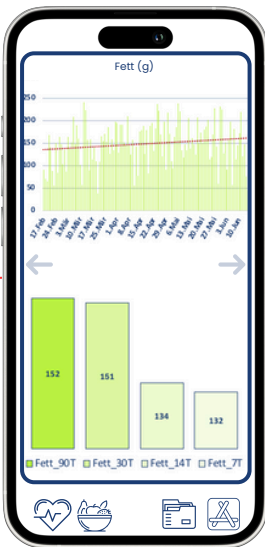 Fett (g)
250
200
150
100
50
0
17.Feb 24.Feb 3.Mär 10.Mär 17.Mär 25.Mär 1.Apr 8.Apr 15.Apr 22.Apr 29.Apr 6.Mai 13.Mai 20.Mai 27.Mai 3.Jun 10.Jun
152 151 134 132
Fett_90T Fett_30T Fett_14T Fett_7T